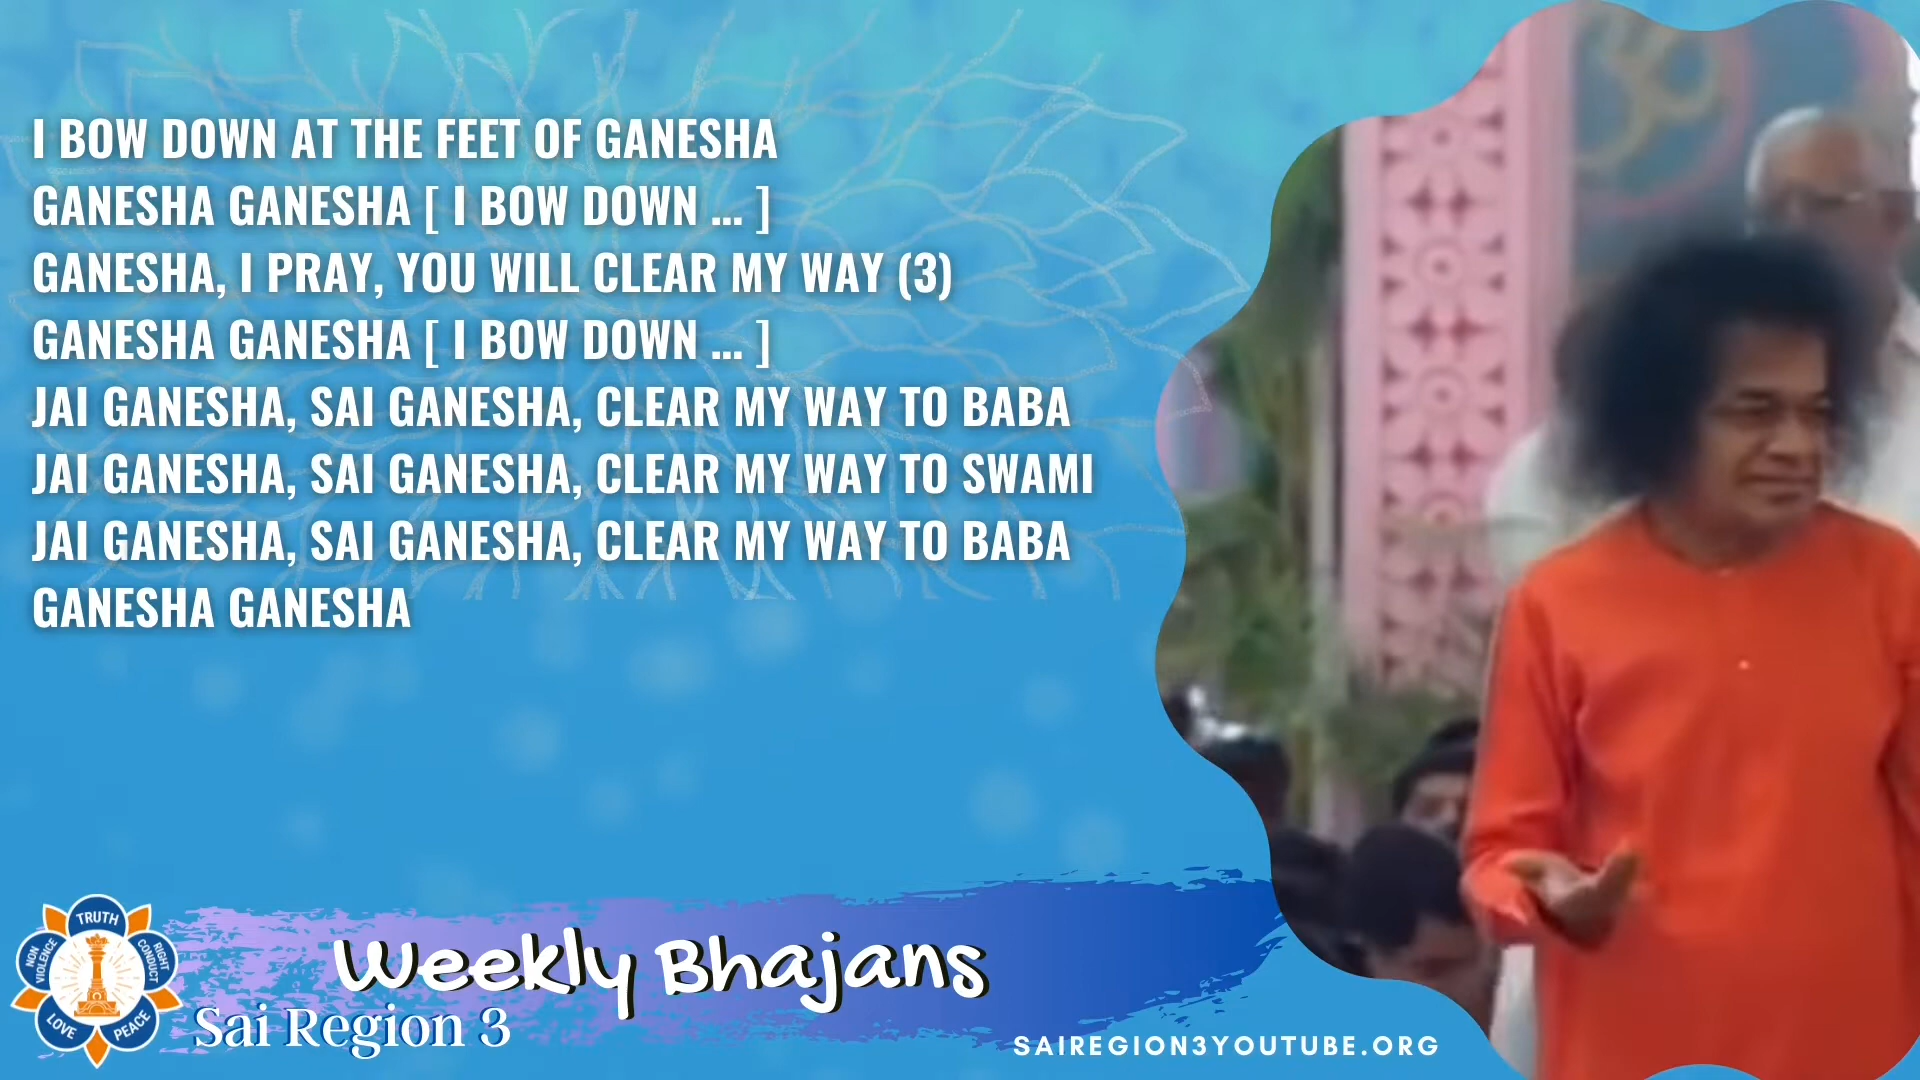 I BOW DOWN AT THE FEET OF GANESHA
GANESHA GANESHA [ I BOW DOWN ... ]
GANESHA, I PRAY, YOU WILL CLEAR MY WAY (3)
GANESHA GANESHA [ I BOW DOWN ... ]
JAI GANESHA, SAI GANESHA, CLEAR MY WAY TO BABA
JAI GANESHA, SAI GANESHA, CLEAR MY WAY TO SWAMI
JAI GANESHA, SAI GANESHA, CLEAR MY WAY TO BABA
GANESHA GANESHA
TRUTH
RIGHT CONDUCT
PEACE
LOVE
NON VIOLENCE
Weekly Bhajans
Sai Region 3
SAIREGION3YOUTUBE.ORG